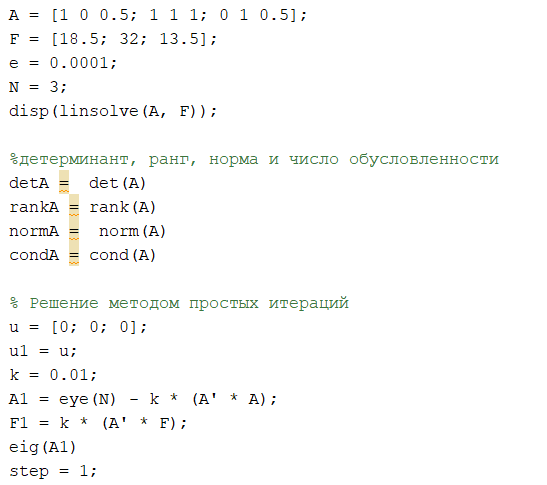 A = [1 0 0.5; 1 1 1; 0 1 0.5];
F = [18.5; 32; 13.5];
e = 0.0001;
N = 3;
disp(linsolve(A, F));
%детерминант, ранг, норма и число обусловленности
detA =  det(A)
rankA = rank(A)
normA =  norm(A)
condA = cond(A)
% Решение методом простых итераций
u = [0; 0; 0];
u1 = u;
k = 0.01;
A1 = eye(N) - k * (A' * A);
F1 = k * (A' * F);
eig(A1)
step = 1;